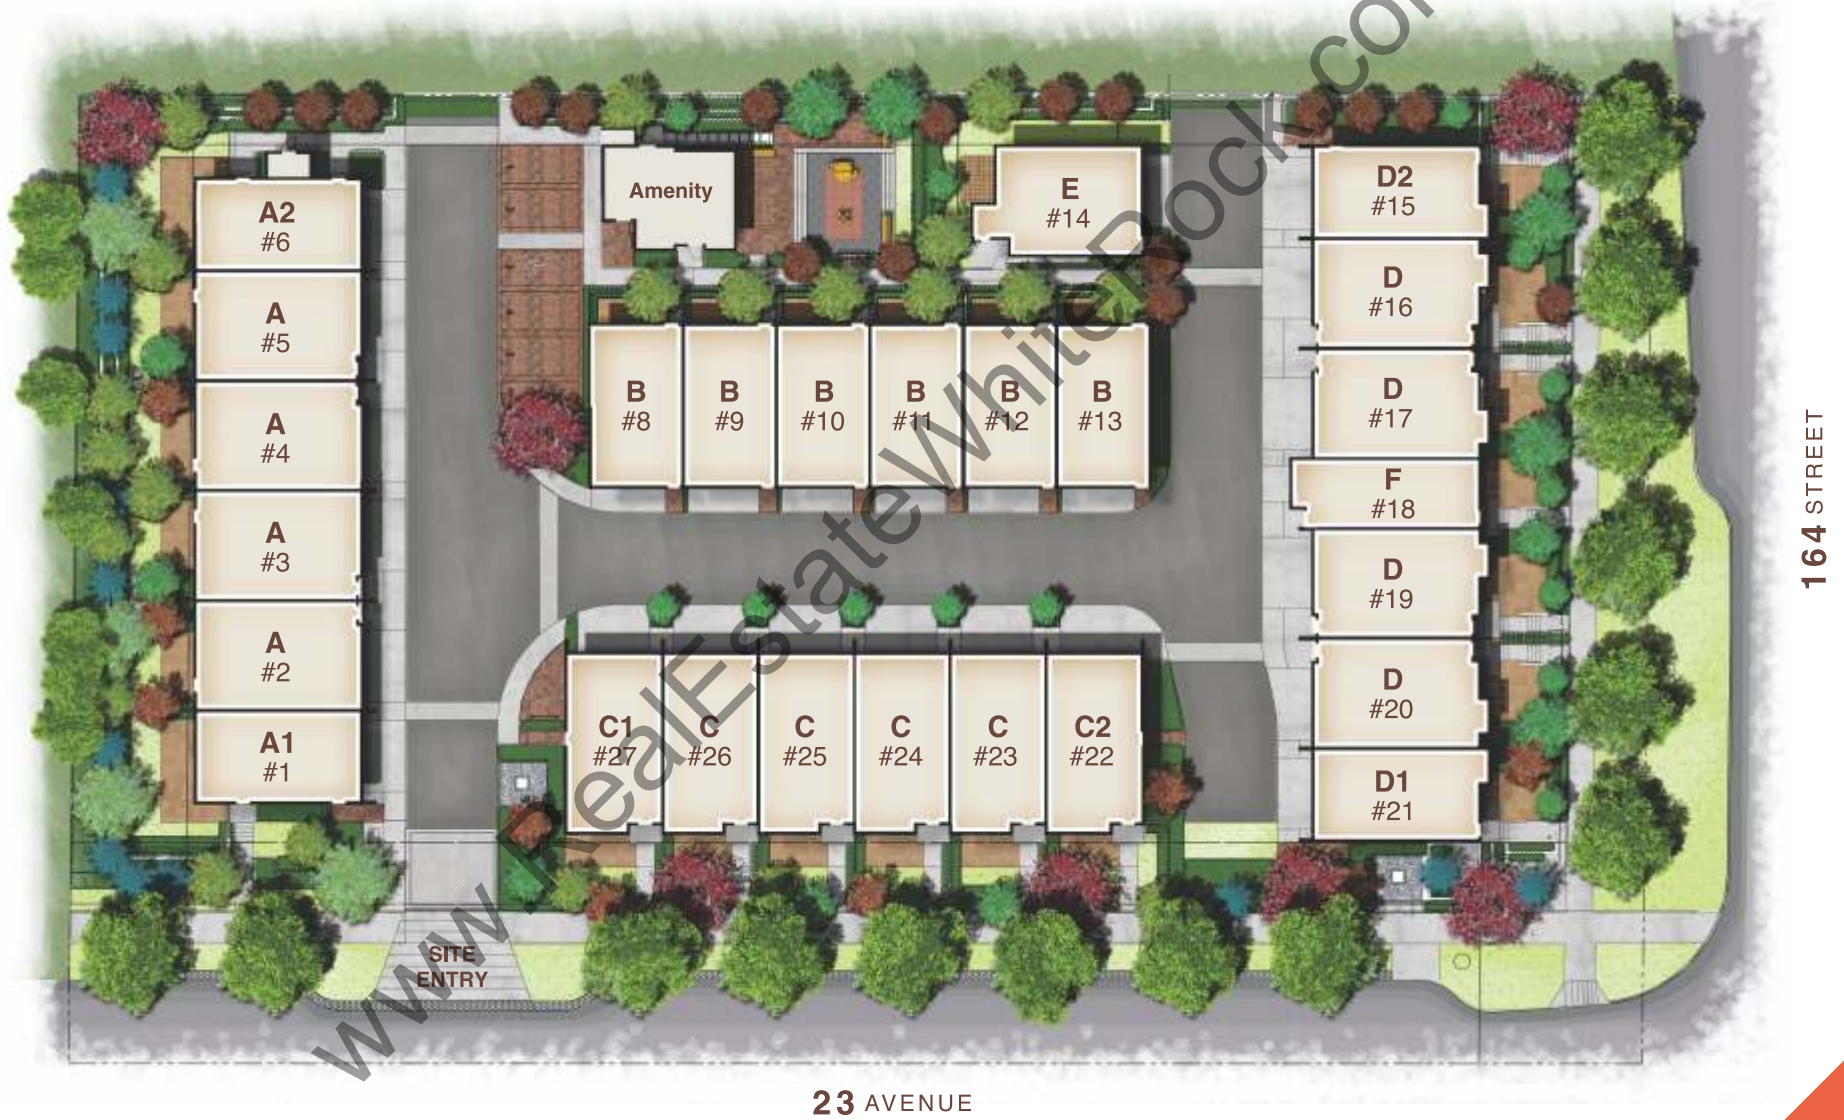 Amenity
E
#14
D2
#15
A2
#6
D
#16
A
#5
B
#8
B
#9
B
#10
B
#11
B
#12
B
#13
D
#17
A
#4
F
#18
A
#3
D
#19
A
#2
D
#20
A1
#1
C1
#27
C
#26
C
#25
C
#24
C
#23
C2
#22
D1
#21
SITE
ENTRY
164 STREET
23 AVENUE
www.RealEstateWhiteRock.co